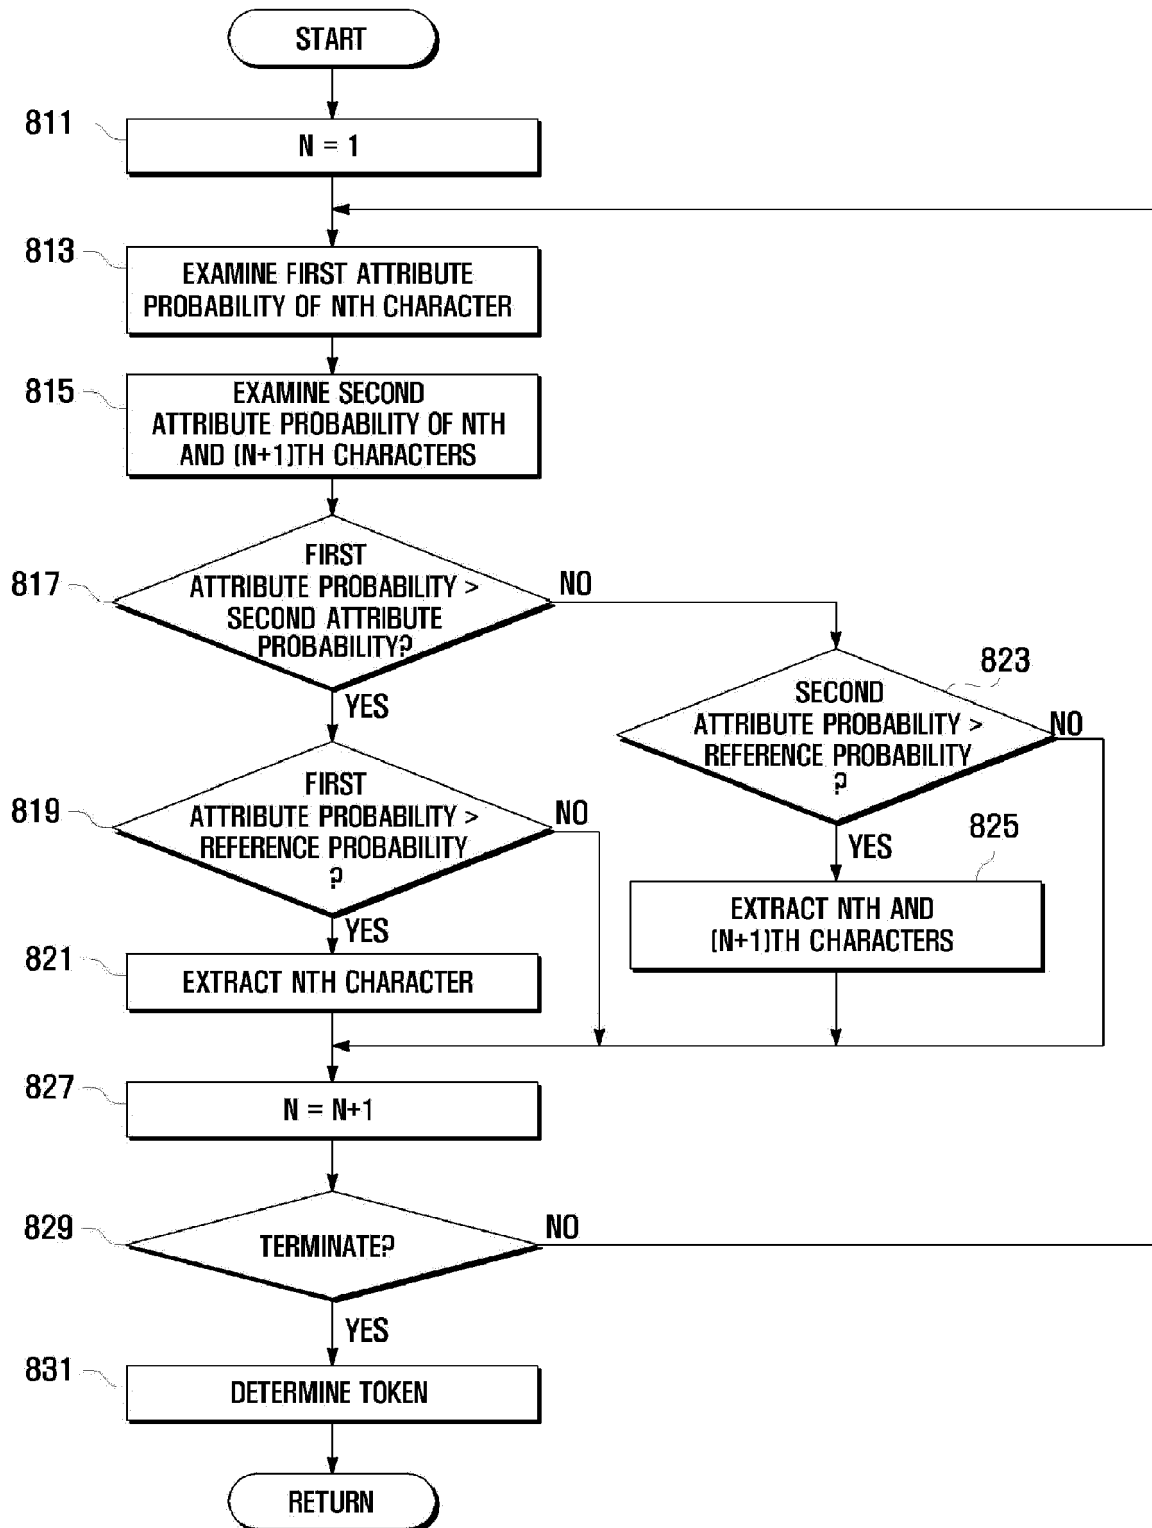 START
811
N = 1
813
EXAMINE FIRST ATTRIBUTE
PROBABILITY OF NTH CHARACTER
815
EXAMINE SECOND
ATTRIBUTE PROBABILITY OF NTH
AND (N+1)TH CHARACTERS
817
FIRST
ATTRIBUTE PROBABILITY >
SECOND ATTRIBUTE
PROBABILITY?
NO
YES
823
SECOND
ATTRIBUTE PROBABILITY >
REFERENCE PROBABILITY
?
NO
YES
819
FIRST
ATTRIBUTE PROBABILITY >
REFERENCE PROBABILITY
?
NO
YES
825
EXTRACT NTH AND
(N+1)TH CHARACTERS
821
EXTRACT NTH CHARACTER
827
N = N+1
829
TERMINATE?
NO
YES
831
DETERMINE TOKEN
RETURN